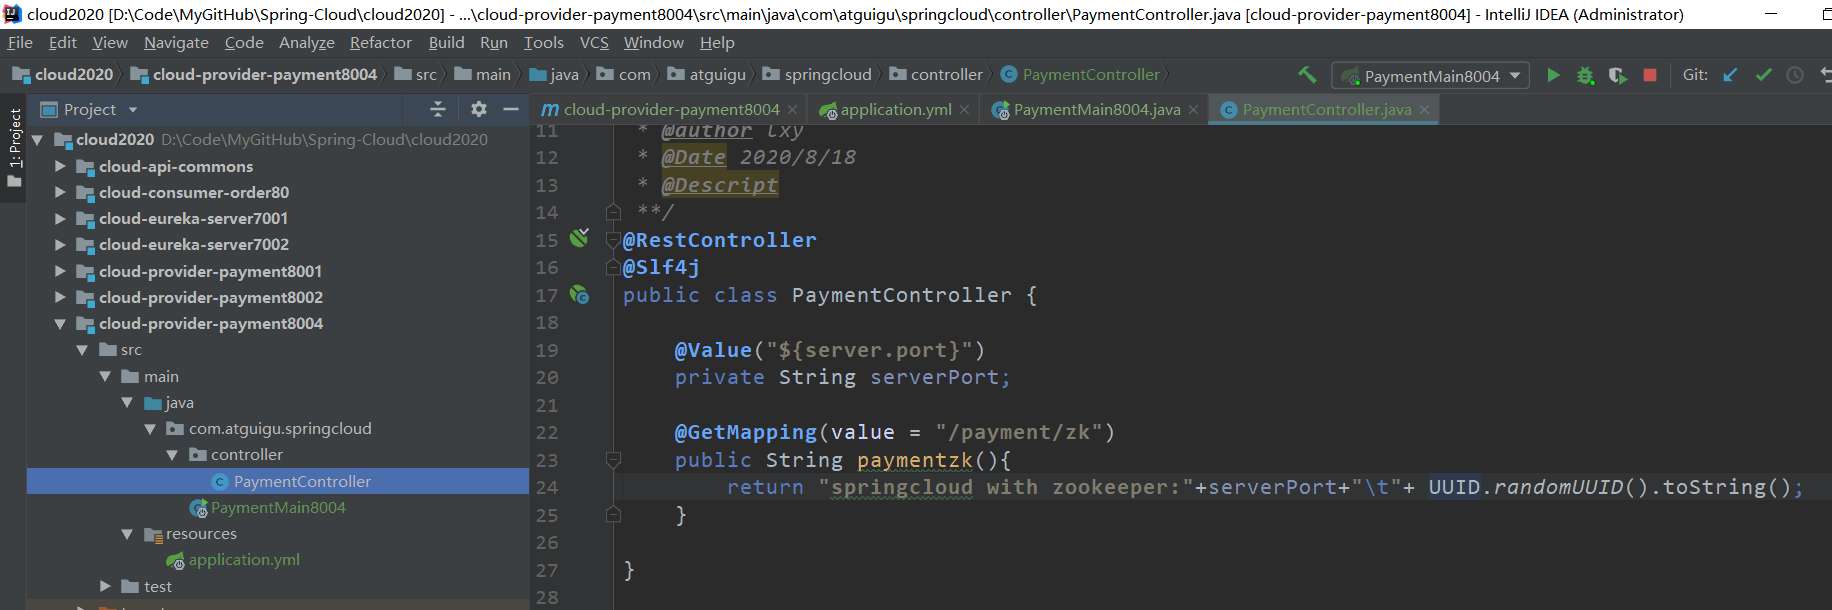 cloud2020 [D:\Code\MyGitHub\Spring-Cloud\cloud2020] - ...\cloud-provider-payment8004\src\main\java\com\atguigu\springcloud\controller\PaymentController.java [cloud-provider-payment8004] - IntelliJ IDEA (Administrator)
File Edit View Navigate Code Analyze Refactor Build Run Tools VCS Window Help
cloud2020 cloud-provider-payment8004 src main java com atguigu springcloud controller PaymentController PaymentMain8004 Git:
1: Project
Project
cloud-provider-payment8004 application.yml PaymentMain8004.java PaymentController.java
cloud2020 D:\Code\MyGitHub\Spring-Cloud\cloud2020
cloud-api-commons
cloud-consumer-order80
cloud-eureka-server7001
cloud-eureka-server7002
cloud-provider-payment8001
cloud-provider-payment8002
cloud-provider-payment8004
src
main
java
com.atguigu.springcloud
controller
PaymentController
PaymentMain8004
resources
application.yml
test
11 * @author lxy
12 * @Date 2020/8/18
13 * @Descript
14 **/
15 @RestController
16 @Slf4j
17 public class PaymentController {
18
19 @Value("${server.port}")
20 private String serverPort;
21
22 @GetMapping(value = "/payment/zk")
23 public String paymentzk(){
24 return "springcloud with zookeeper:"+serverPort+"\t"+ UUID.randomUUID().toString();
25 }
26
27 }
28